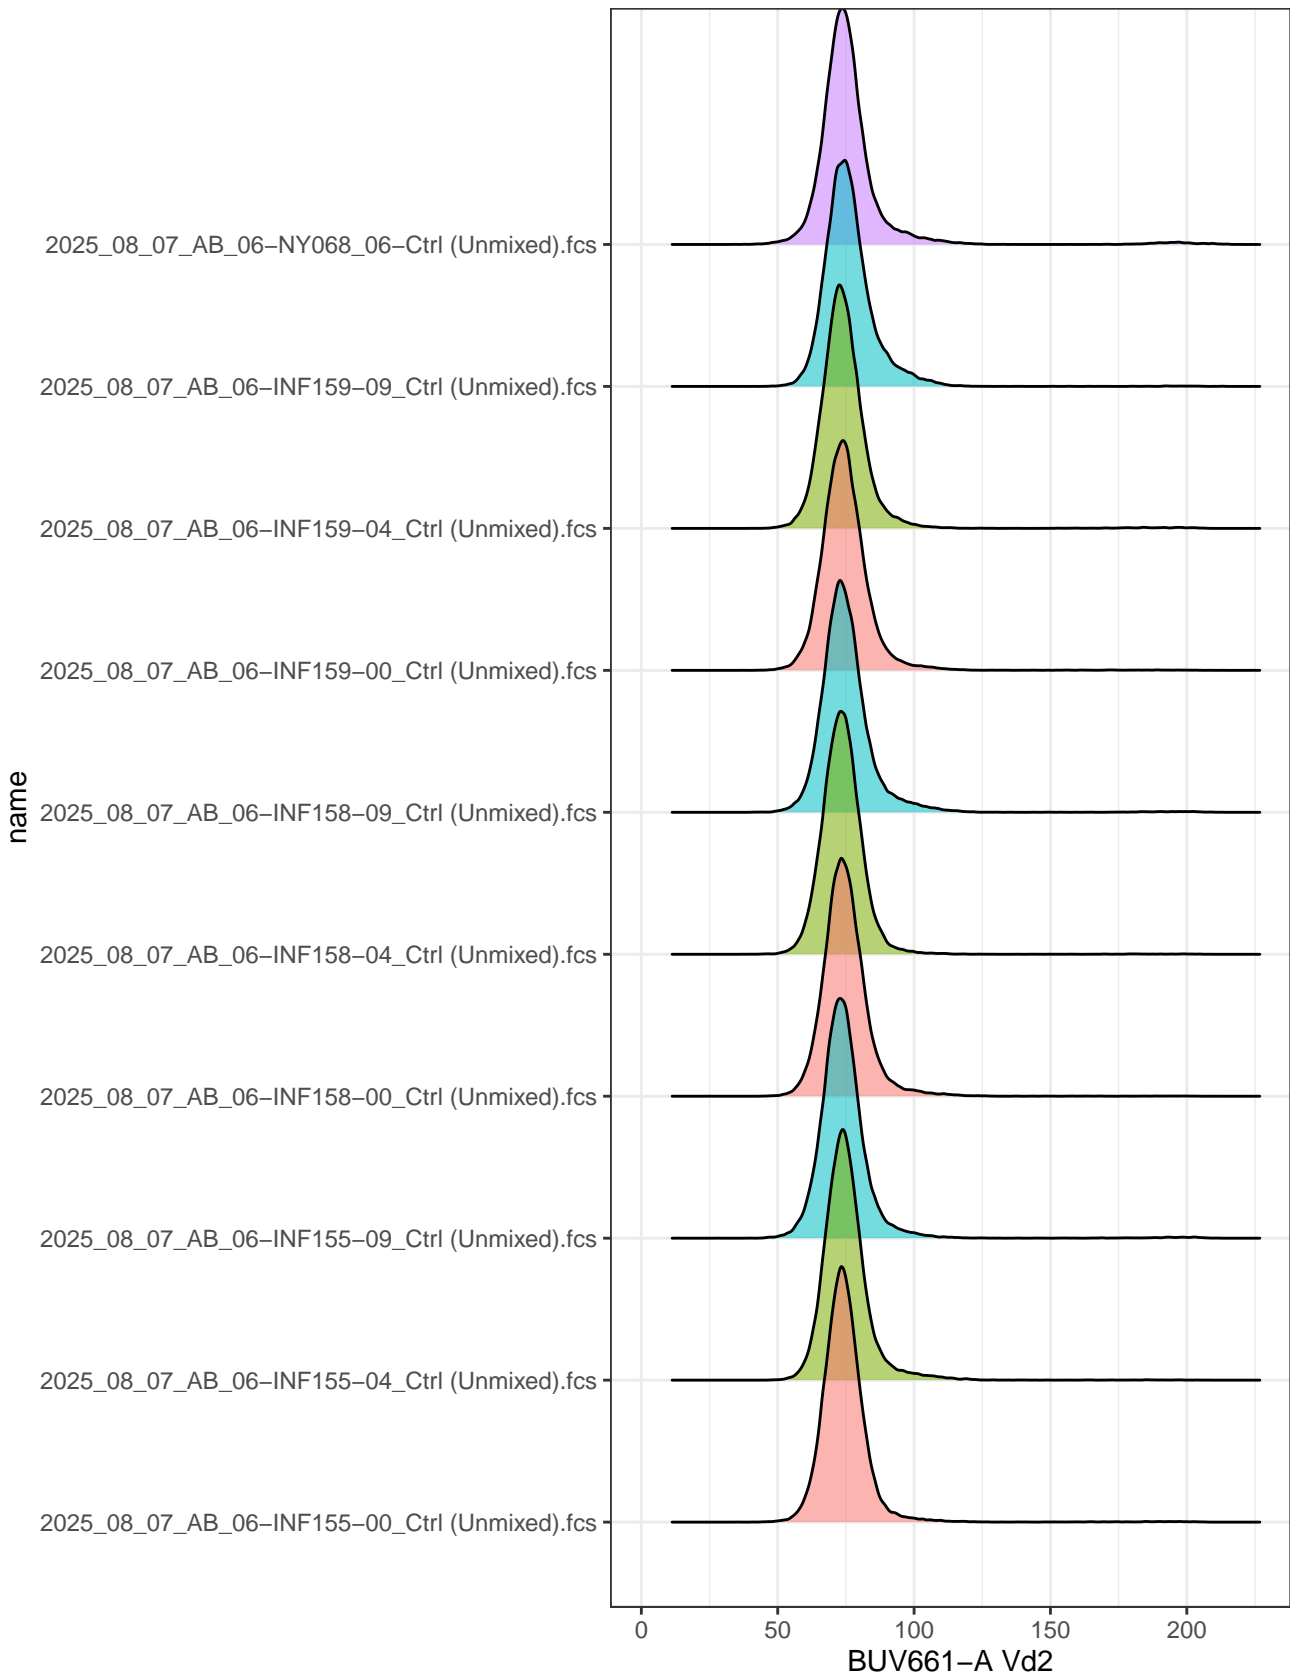 name
2025_08_07_AB_06−NY068_06−Ctrl (Unmixed).fcs
2025_08_07_AB_06−INF159−09_Ctrl (Unmixed).fcs
2025_08_07_AB_06−INF159−04_Ctrl (Unmixed).fcs
2025_08_07_AB_06−INF159−00_Ctrl (Unmixed).fcs
2025_08_07_AB_06−INF158−09_Ctrl (Unmixed).fcs
2025_08_07_AB_06−INF158−04_Ctrl (Unmixed).fcs
2025_08_07_AB_06−INF158−00_Ctrl (Unmixed).fcs
2025_08_07_AB_06−INF155−09_Ctrl (Unmixed).fcs
2025_08_07_AB_06−INF155−04_Ctrl (Unmixed).fcs
2025_08_07_AB_06−INF155−00_Ctrl (Unmixed).fcs
0 50 100 150 200
BUV661−A Vd2